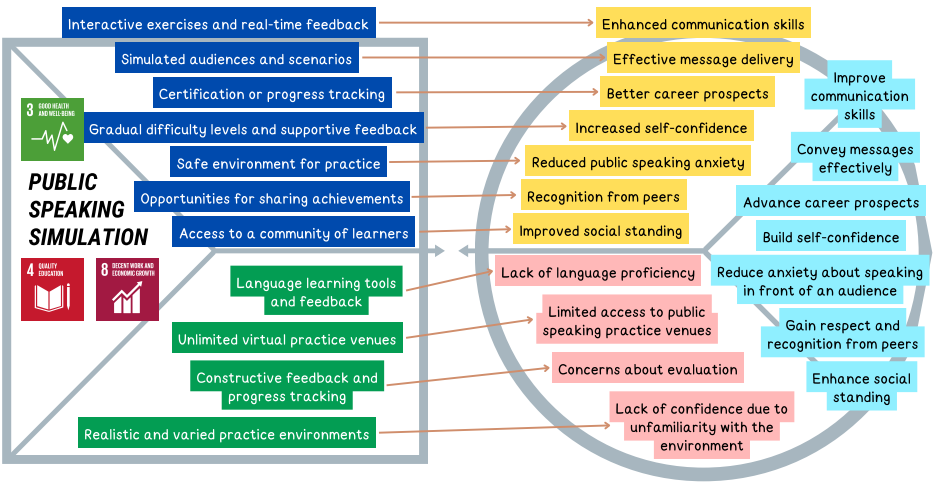 Interactive exercises and real-time feedback
Simulated audiences and scenarios
Certification or progress tracking
Gradual difficulty levels and supportive feedback
Safe environment for practice
Opportunities for sharing achievements
Access to a community of learners
3 GOOD HEALTH
AND WELL-BEING
PUBLIC
SPEAKING
SIMULATION
4 QUALITY
EDUCATION
8 DECENT WORK AND
ECONOMIC GROWTH
Language learning tools
and feedback
Unlimited virtual practice venues
Constructive feedback and
progress tracking
Realistic and varied practice environments
Enhanced communication skills
Effective message delivery
Better career prospects
Increased self-confidence
Reduced public speaking anxiety
Recognition from peers
Improved social standing
Lack of language proficiency
Limited access to public
speaking practice venues
Concerns about evaluation
Lack of confidence due to
unfamiliarity with the
environment
Improve
communication
skills
Convey messages
effectively
Advance career prospects
Build self-confidence
Reduce anxiety about speaking
in front of an audience
Gain respect and
recognition from peers
Enhance social
standing